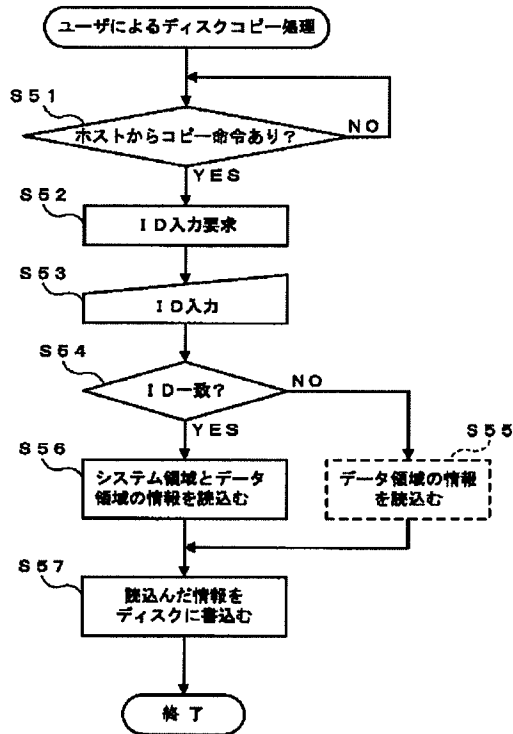 ユーザによるディスクコピー処理
S51
ホストからコピー命令あり?
NO
YES
S52
ID入力要求
S53
ID入力
S54
ID一致?
NO
YES
S55
S56
システム領域とデータ
領域の情報を読込む
データ領域の情報
を読込む
S57
読込んだ情報を
ディスクに書込む
終了